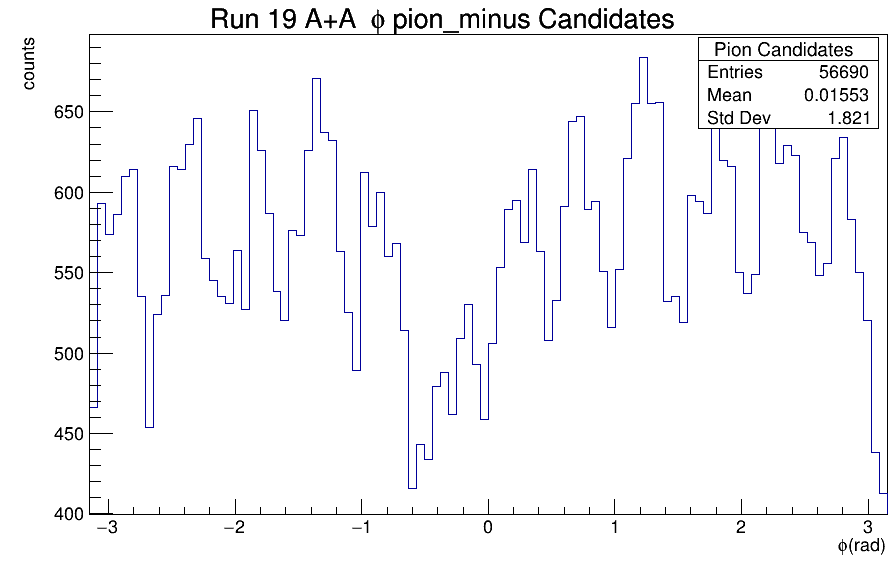 Run 19 A+A ϕ pion_minus Candidates
counts
Pion Candidates
Entries 56690
Mean 0.01553
Std Dev 1.821
650
600
550
500
450
400
−3 −2 −1 0 1 2 3
ϕ(rad)